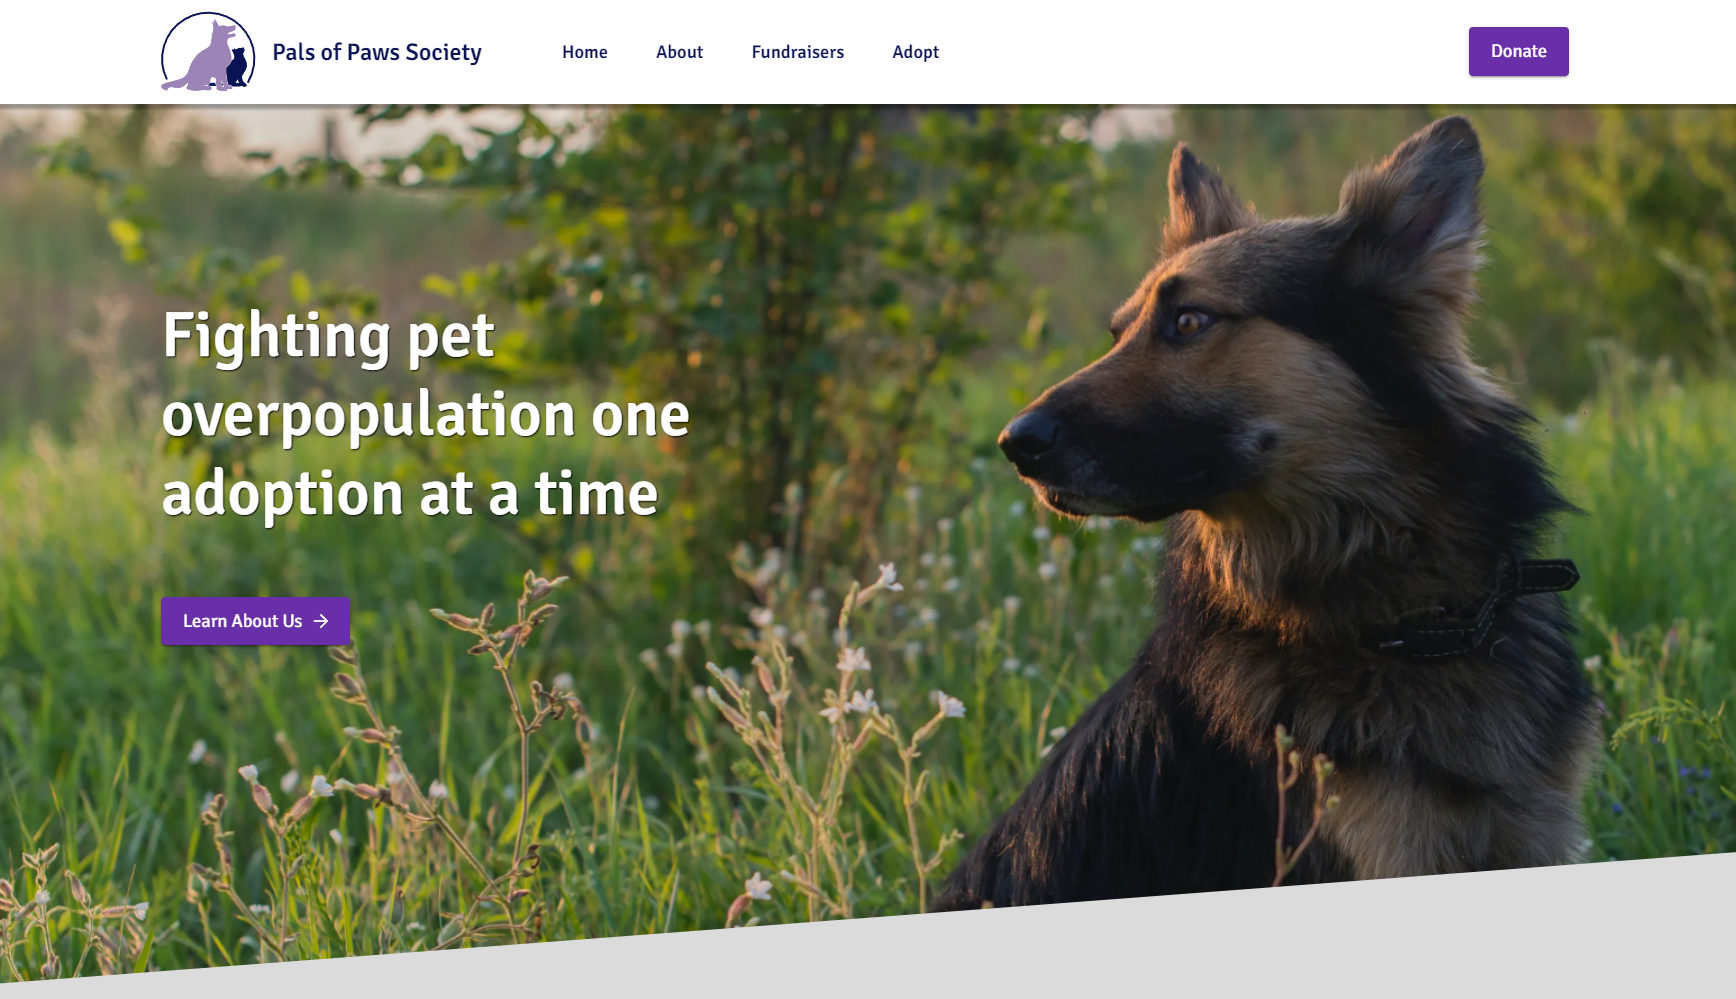 Pals of Paws Society
Home
About
Fundraisers
Adopt
Donate
Fighting pet
overpopulation one
adoption at a time
Learn About Us →